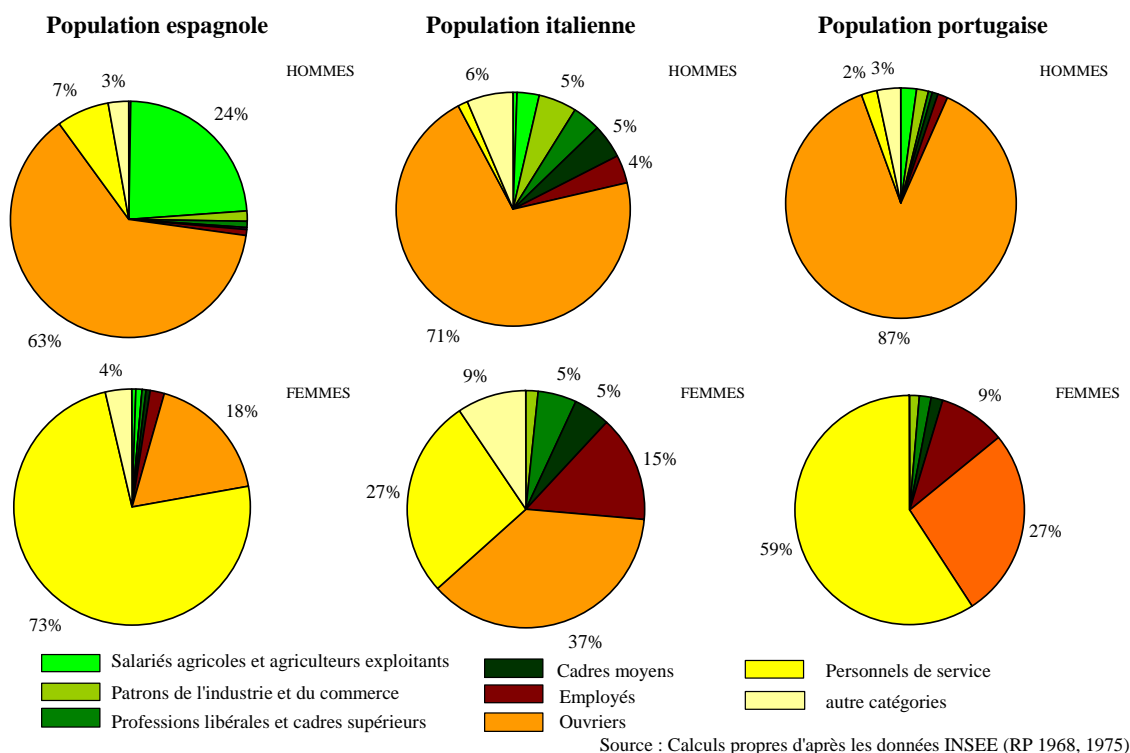 Population espagnole
Population italienne
Population portugaise
HOMMES
HOMMES
HOMMES
7%
3%
24%
63%
6%
5%
5%
4%
71%
2%
3%
87%
FEMMES
FEMMES
FEMMES
4%
18%
73%
9%
5%
5%
15%
27%
37%
9%
27%
59%
Salariés agricoles et agriculteurs exploitants
Patrons de l'industrie et du commerce
Professions libérales et cadres supérieurs
Cadres moyens
Employés
Ouvriers
Personnels de service
autre catégories
Source : Calculs propres d'après les données INSEE (RP 1968, 1975)